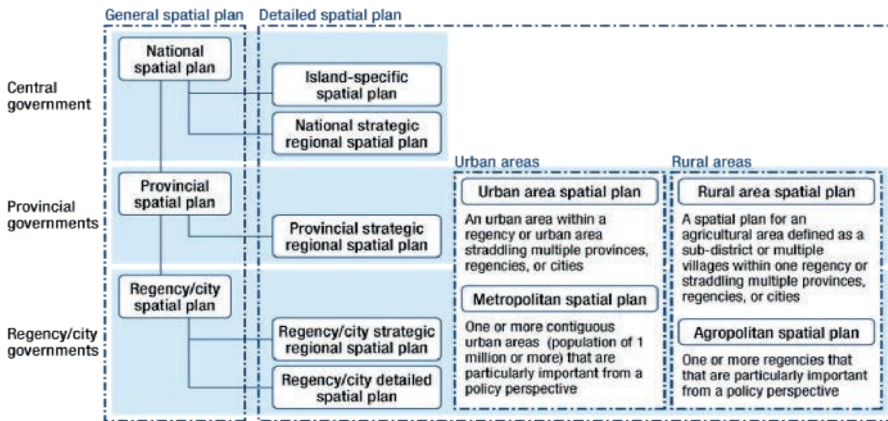 General spatial plan
Detailed spatial plan
Central
government
National
spatial plan
Island-specific
spatial plan
National strategic
regional spatial plan
Urban areas
Rural areas
Provincial
governments
Provincial
spatial plan
Provincial strategic
regional spatial plan
Urban area spatial plan
An urban area within a
regency or urban area
straddling multiple provinces,
regencies, or cities
Rural area spatial plan
A spatial plan for an
agricultural area defined as a
sub-district or multiple
villages within one regency or
straddling multiple provinces,
regencies, or cities
Regency/city
governments
Regency/city
spatial plan
Regency/city strategic
regional spatial plan
Regency/city detailed
spatial plan
Metropolitan spatial plan
One or more contiguous
urban areas (population of 1
million or more) that are
particularly important from a
policy perspective
Agropolitan spatial plan
One or more regencies that
that are particularly important
from a policy perspective